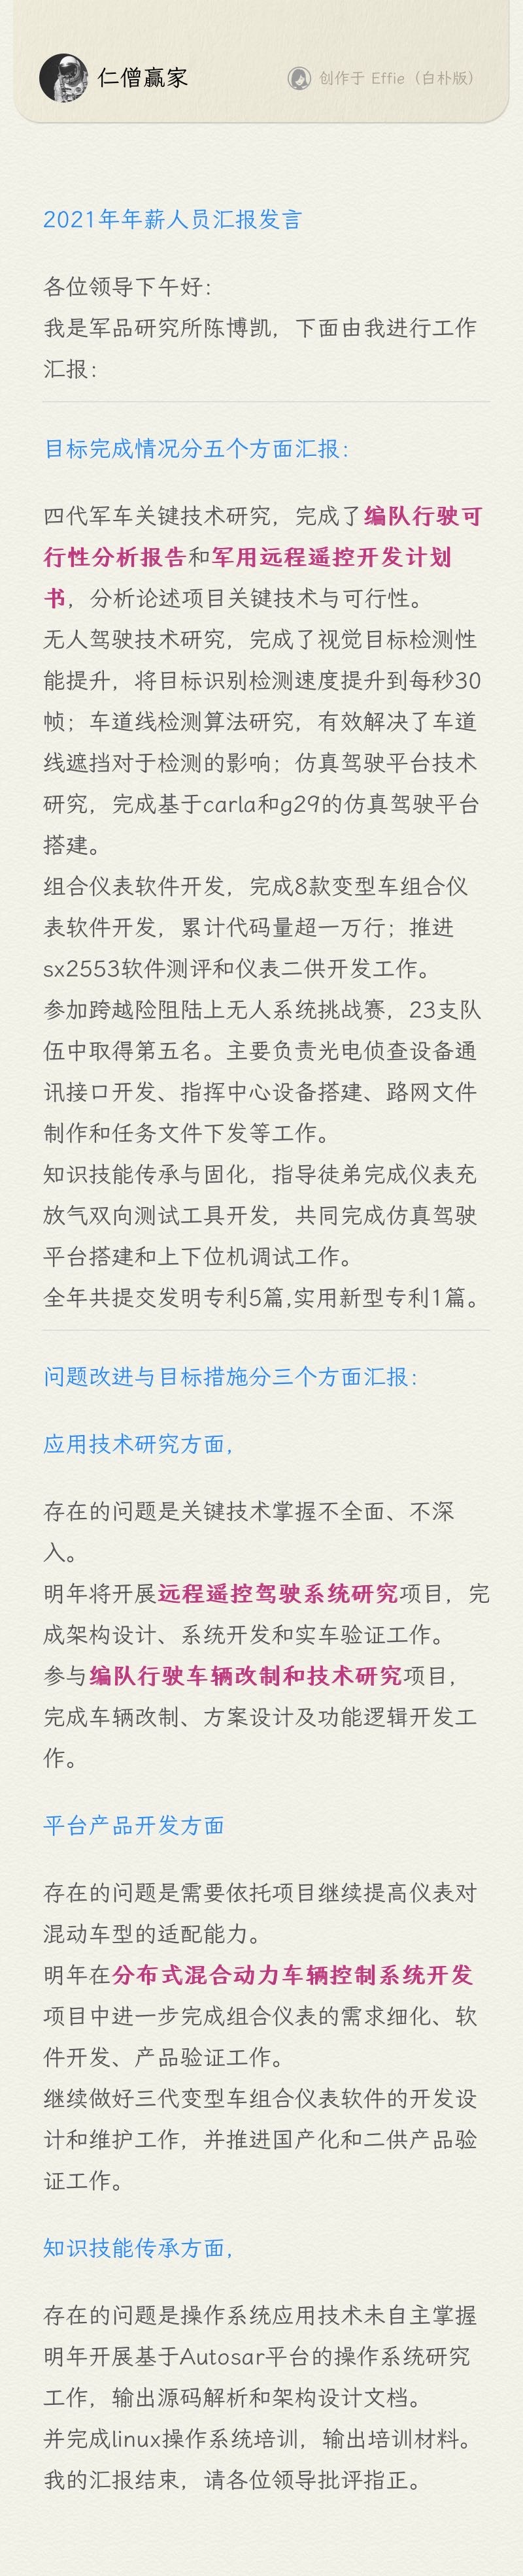 仁僧赢家
创作于 Effie（白朴版）
2021年年薪人员汇报发言
各位领导下午好：
我是军品研究所陈博凯，下面由我进行工作
汇报：
目标完成情况分五个方面汇报：
四代军车关键技术研究，完成了编队行驶可
行性分析报告和军用远程遥控开发计划
书，分析论述项目关键技术与可行性。
无人驾驶技术研究，完成了视觉目标检测性
能提升，将目标识别检测速度提升到每秒30
帧；车道线检测算法研究，有效解决了车道
线遮挡对于检测的影响；仿真驾驶平台技术
研究，完成基于carla和g29的仿真驾驶平台
搭建。
组合仪表软件开发，完成8款变型车组合仪
表软件开发，累计代码量超一万行；推进
sx2553软件测评和仪表二供开发工作。
参加跨越险阻陆上无人系统挑战赛，23支队
伍中取得第五名。主要负责光电侦查设备通
讯接口开发、指挥中心设备搭建、路网文件
制作和任务文件下发等工作。
知识技能传承与固化，指导徒弟完成仪表充
放气双向测试工具开发，共同完成仿真驾驶
平台搭建和上下位机调试工作。
全年共提交发明专利5篇,实用新型专利1篇。
问题改进与目标措施分三个方面汇报：
应用技术研究方面，
存在的问题是关键技术掌握不全面、不深
入。
明年将开展远程遥控驾驶系统研究项目，完
成架构设计、系统开发和实车验证工作。
参与编队行驶车辆改制和技术研究项目，
完成车辆改制、方案设计及功能逻辑开发工
作。
平台产品开发方面
存在的问题是需要依托项目继续提高仪表对
混动车型的适配能力。
明年在分布式混合动力车辆控制系统开发
项目中进一步完成组合仪表的需求细化、软
件开发、产品验证工作。
继续做好三代变型车组合仪表软件的开发设
计和维护工作，并推进国产化和二供产品验
证工作。
知识技能传承方面，
存在的问题是操作系统应用技术未自主掌握
明年开展基于Autosar平台的操作系统研究
工作，输出源码解析和架构设计文档。
并完成linux操作系统培训，输出培训材料。
我的汇报结束，请各位领导批评指正。